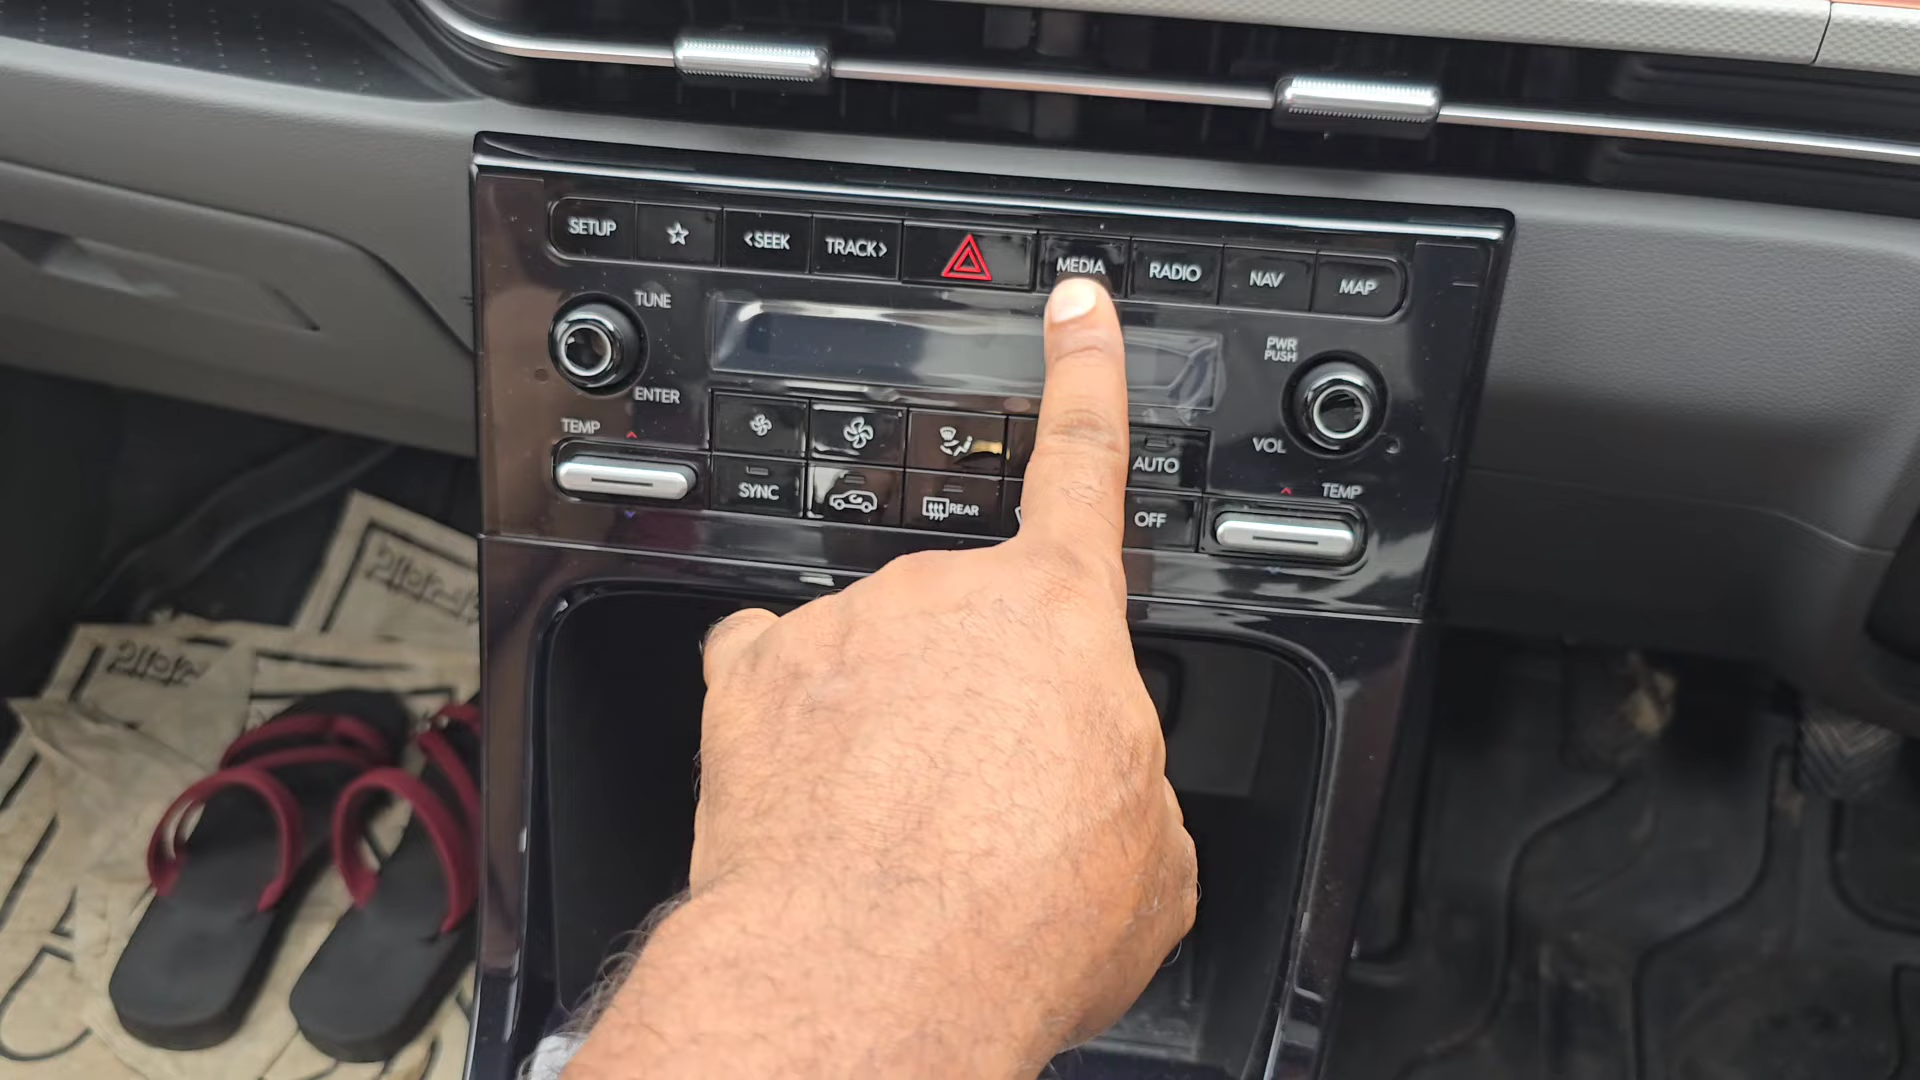 SETUP
<SEEK
TRACK>
MEDIA
RADIO
NAV
MAP
TUNE
ENTER
PWR
PUSH
VOL
TEMP
SYNC
REAR
AUTO
OFF
TEMP